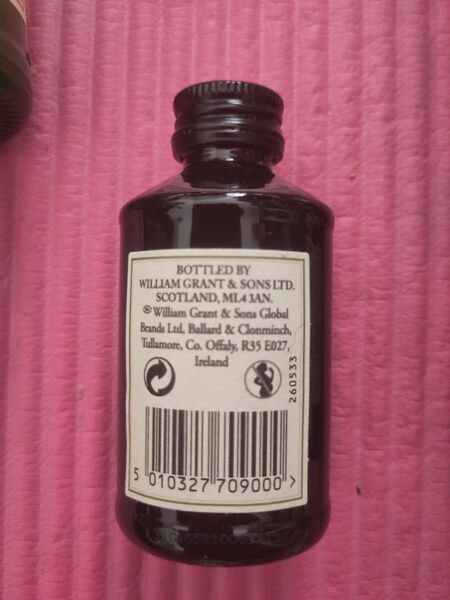 BOTTLED BY
WILLIAM GRANT & SONS LTD.
SCOTLAND, ML4 3AN.
® William Grant & Sons Global
Brands Ltd, Ballard & Clonminch,
Tullamore, Co. Offaly, R35 E027,
Ireland
260533
5 010327 709000 >